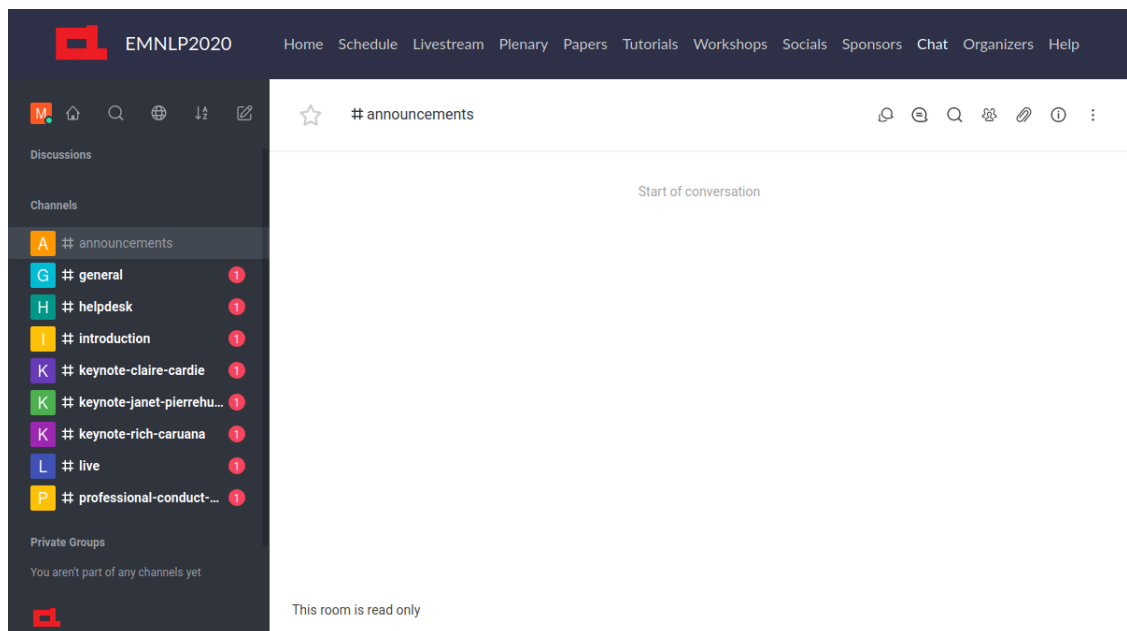 EMNLP2020
Home Schedule Livestream Plenary Papers Tutorials Workshops Socials Sponsors Chat Organizers Help
M
Discussions
Channels
A # announcements
G # general 1
H # helpdesk 1
I # introduction 1
K # keynote-claire-cardie 1
K # keynote-janet-pierrehu... 1
K # keynote-rich-caruana 1
L # live 1
P # professional-conduct-... 1
Private Groups
You aren't part of any channels yet
# announcements
Start of conversation
This room is read only